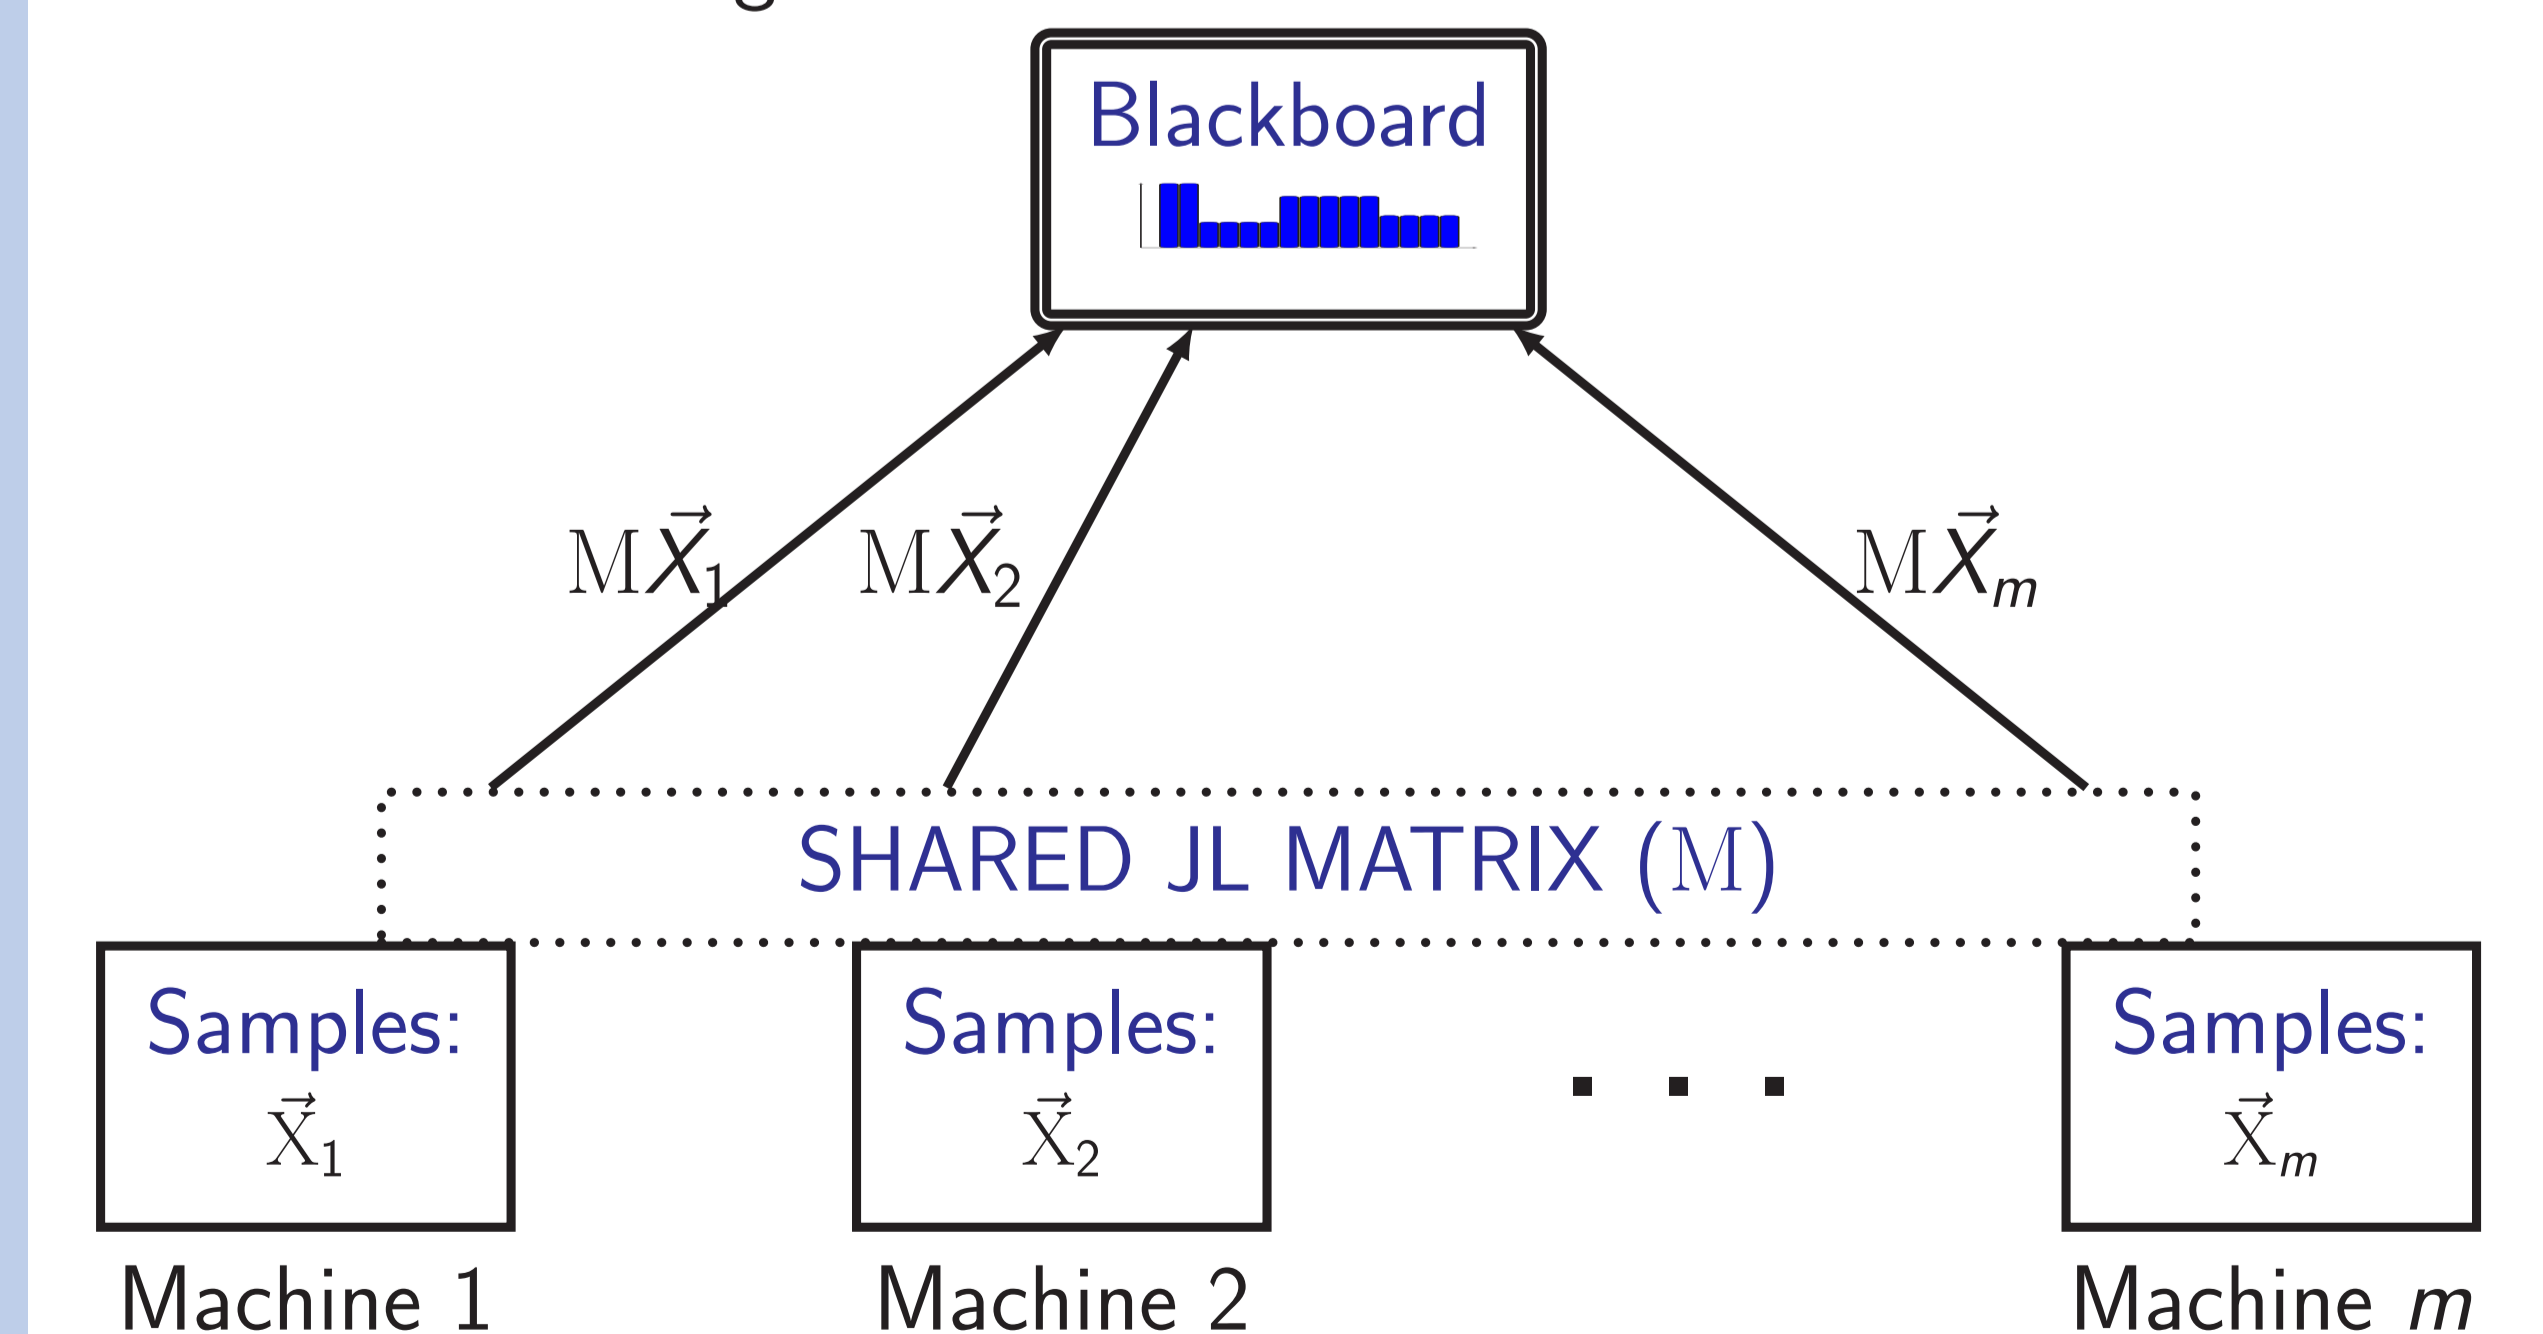 Blackboard
MX⃗₁ MX⃗₂ MX⃗ₘ
SHARED JL MATRIX (M)
Samples: Samples: Samples:
X⃗₁ X⃗₂ . . . X⃗ₘ
Machine 1 Machine 2 Machine m